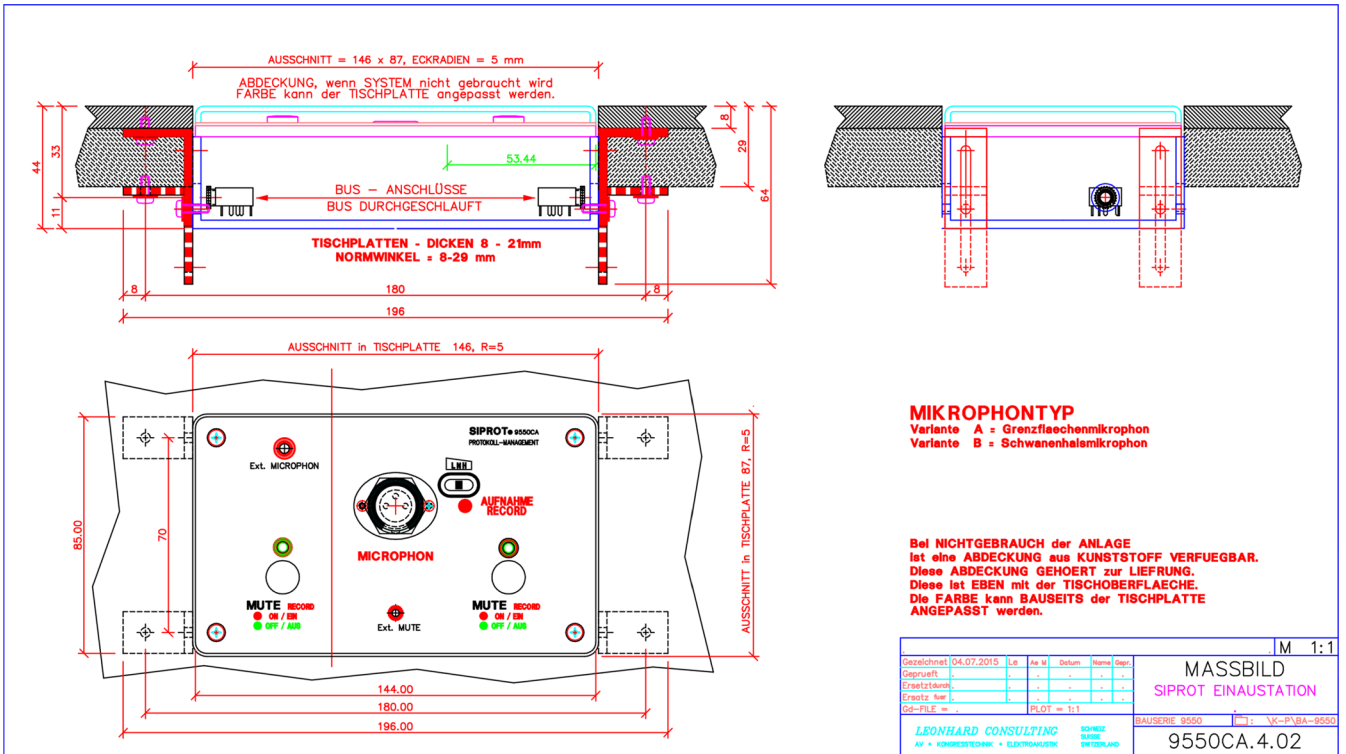 AUSSCHNITT = 146 x 87, ECKRADIEN = 5 mm
ABDECKUNG, wenn SYSTEM nicht gebraucht wird
FARBE kann der TISCHPLATTE angepasst werden.
44
33
11
53.44
8
29
64
BUS – ANSCHLÜSSE
BUS DURCHGESCHLAUFT
TISCHPLATTEN - DICKEN 8 - 21mm
NORMWINKEL = 8-29 mm
8
180
8
196
AUSSCHNITT in TISCHPLATTE 146, R=5
SIPROT® 9550CA
PROTOKOLL-MANAGEMENT
Ext. MICROPHON
LNH
AUFNAHME
RECORD
MICROPHON
85.00
70
AUSSCHNITT in TISCHPLATTE 87, R=5
MUTE RECORD
ON / EIN
OFF / AUS
Ext. MUTE
MUTE RECORD
ON / EIN
OFF / AUS
144.00
180.00
196.00
MIKROPHONTYP
Variante A = Grenzflaechenmikrophon
Variante B = Schwanenhalsmikrophon
Bei NICHTGEBRAUCH der ANLAGE
ist eine ABDECKUNG aus KUNSTSTOFF VERFUEGBAR.
Diese ABDECKUNG GEHOERT zur LIEFRUNG.
Diese ist EBEN mit der TISCHOBERFLAECHE.
Die FARBE kann BAUSEITS der TISCHPLATTE
ANGEPASST werden.
M 1:1
Gezeichnet 04.07.2015 Le Ae M Datum Name Gepr.
Geprueft
Ersetztdurch
Ersatz fuer
Gd-FILE = . PLOT = 1:1
MASSBILD
SIPROT EINAUSTATION
BAUSERIE 9550 : \K-P\BA-9550
LEONHARD CONSULTING
AV + KONGRESSTECHNIK + ELEKTROAKUSTIK
SCHWEIZ
SUISSE
SWITZERLAND
9550CA.4.02